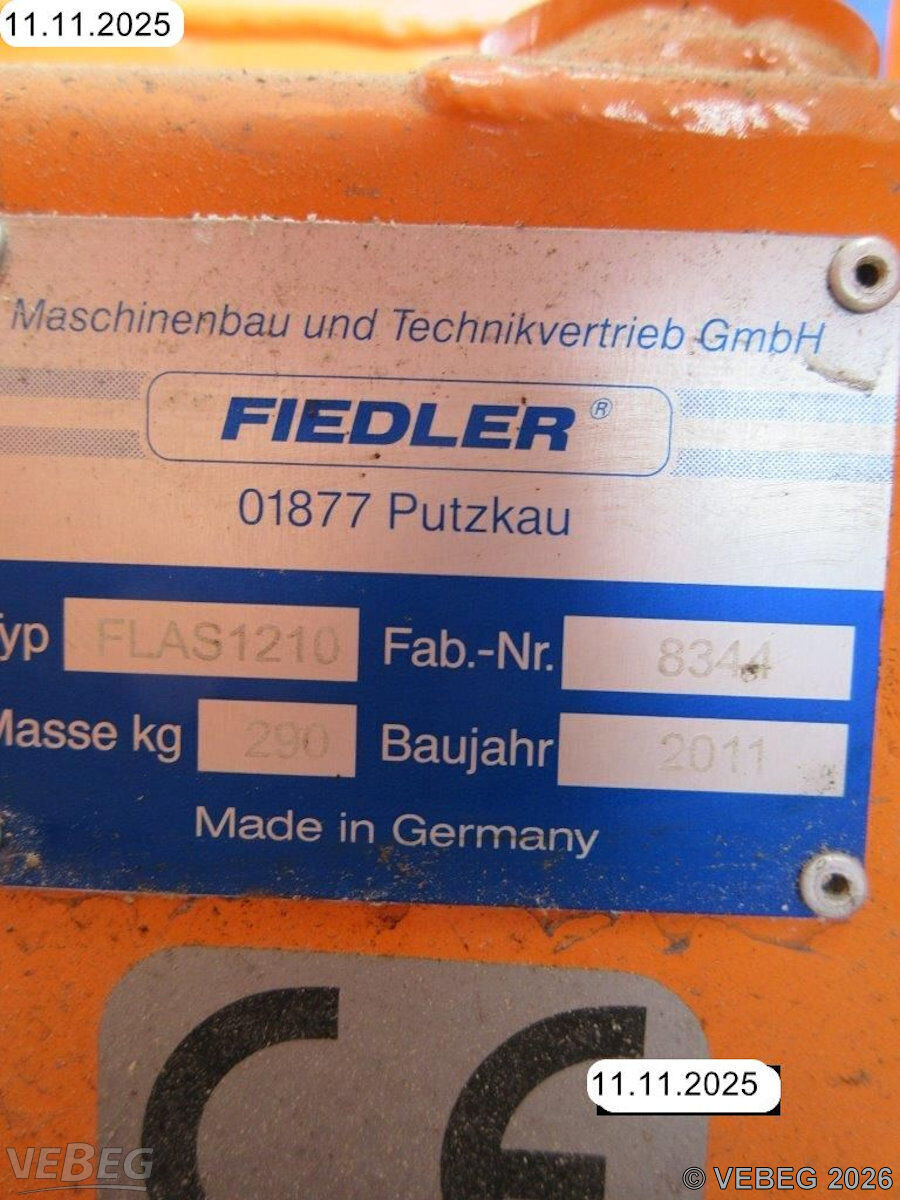 11.11.2025
Maschinenbau und Technikvertrieb GmbH
FIEDLER®
01877 Putzkau
Typ FLAS1210 Fab.-Nr. 8344
Masse kg 290 Baujahr 2011
Made in Germany
CE
11.11.2025
VEBEG
© VEBEG 2026